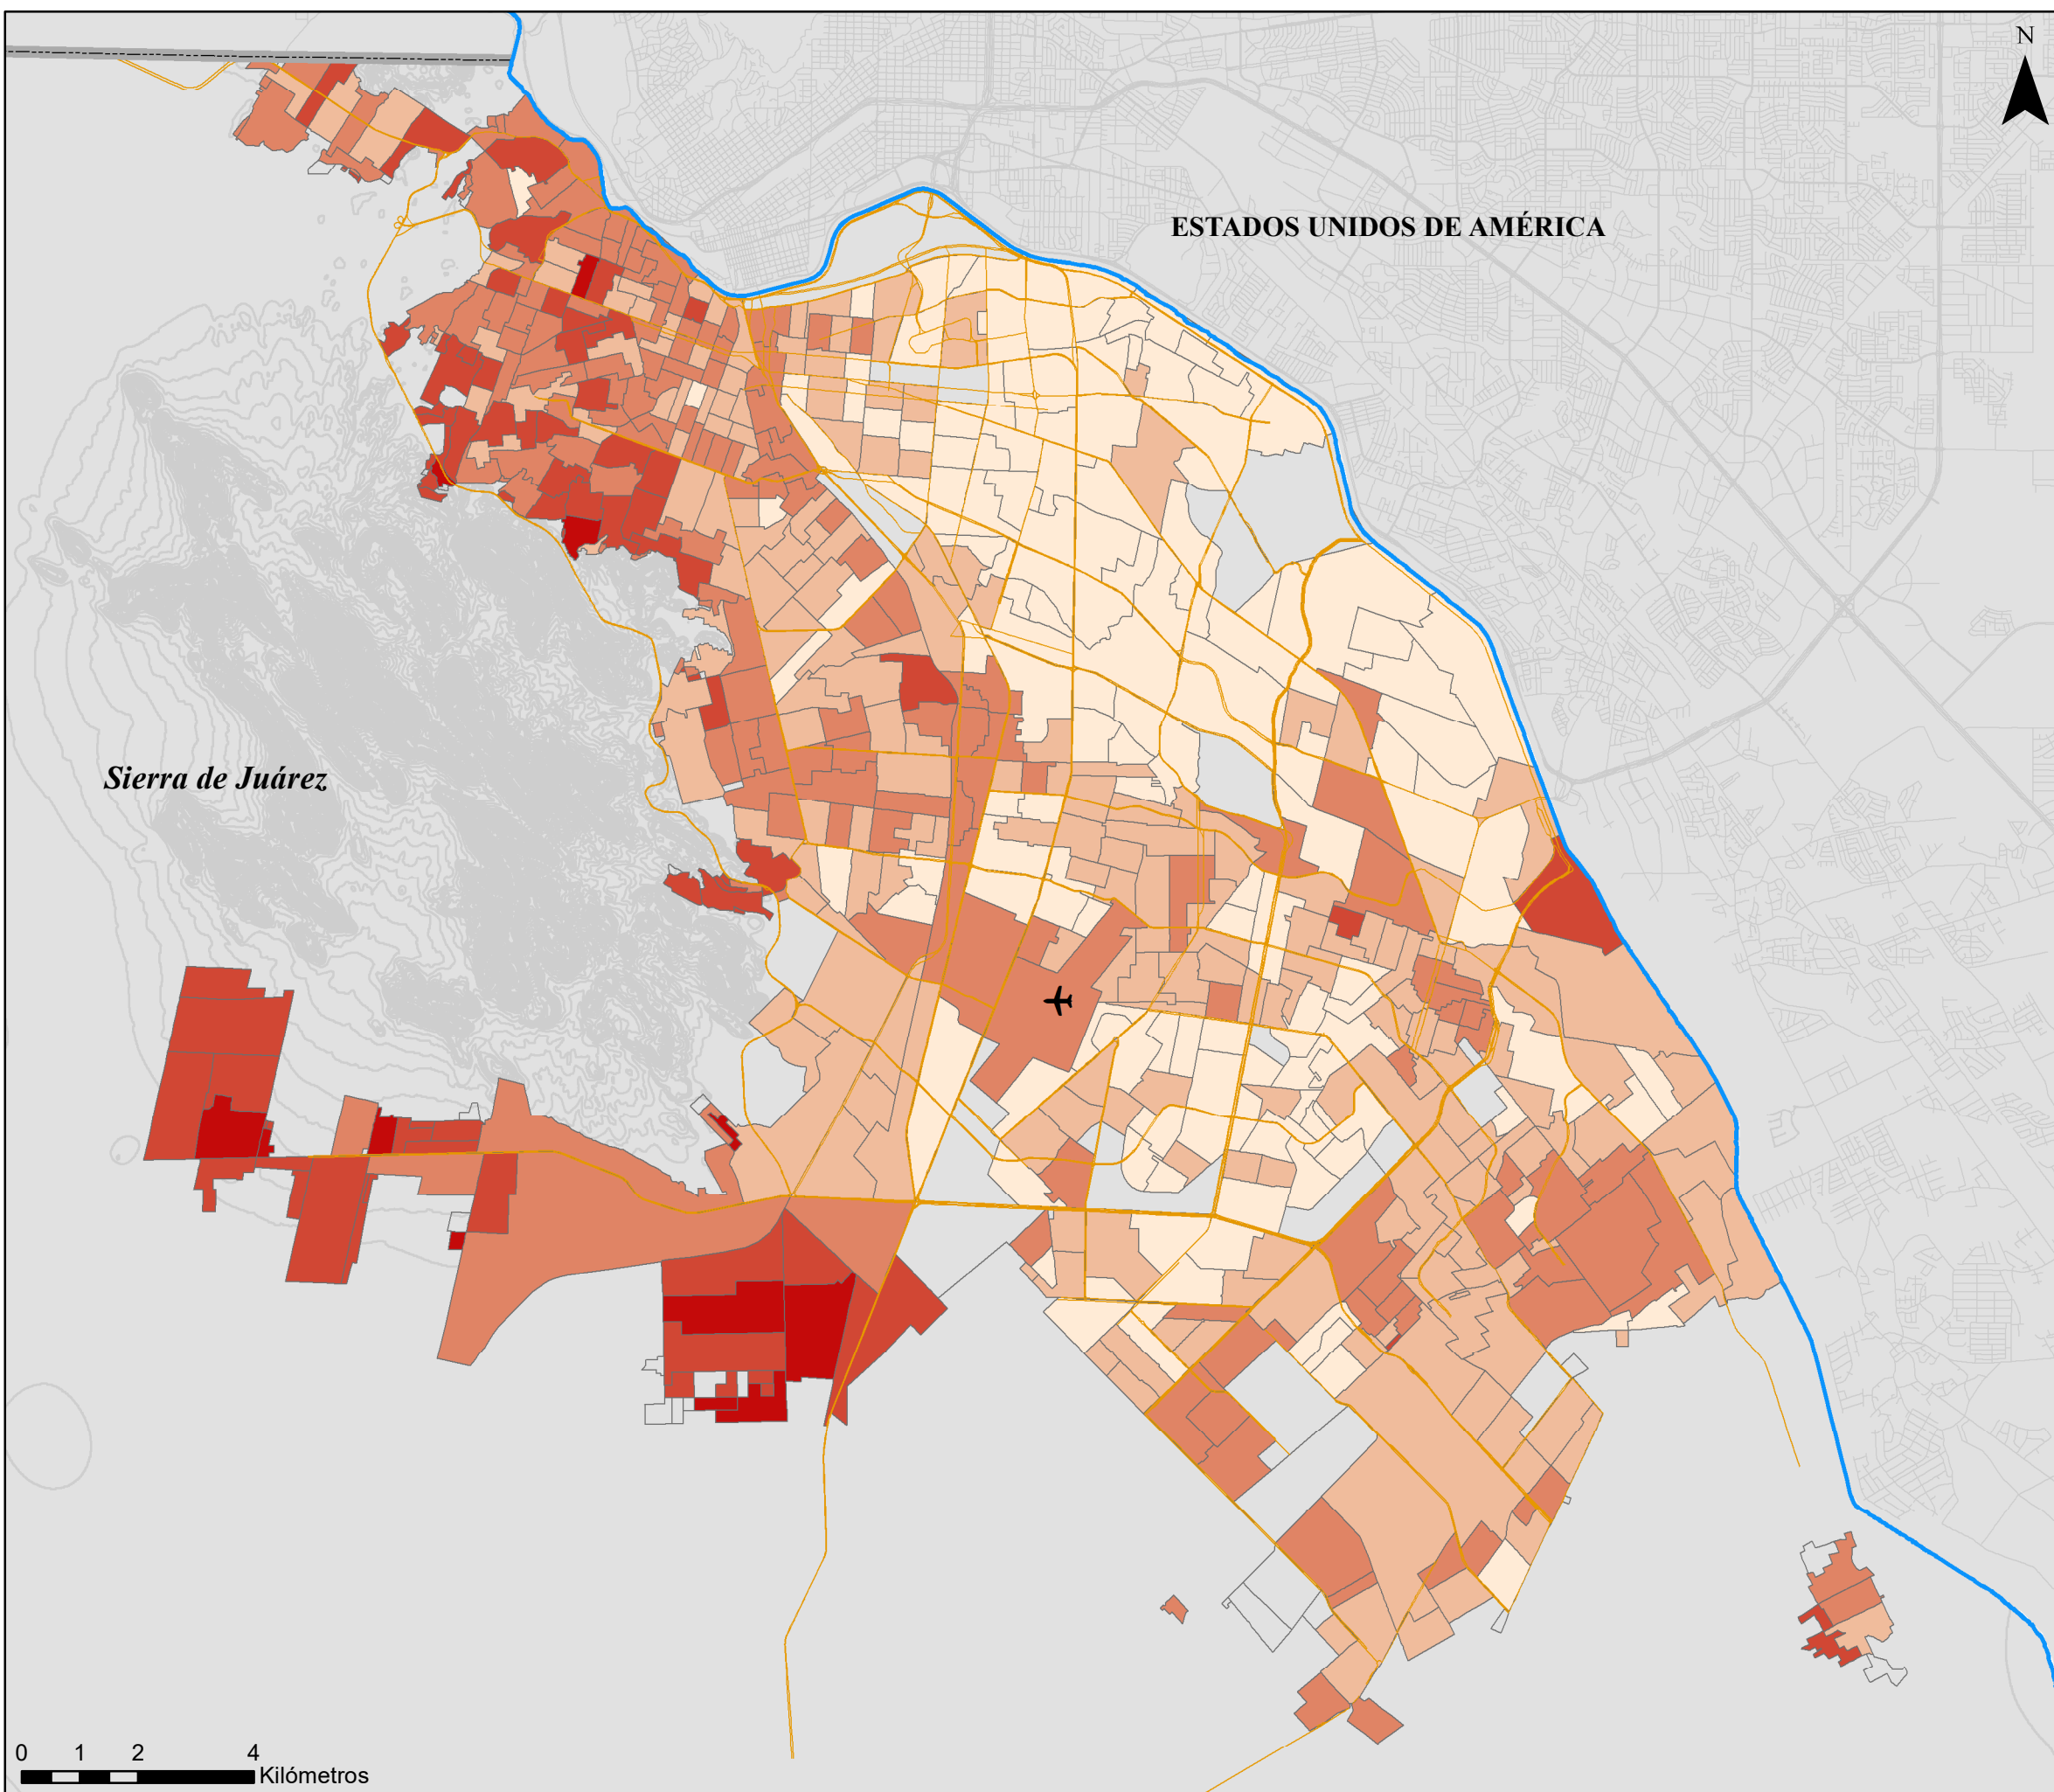 N
ESTADOS UNIDOS DE AMÉRICA
Sierra de Juárez
0 1 2 4
Kilómetros